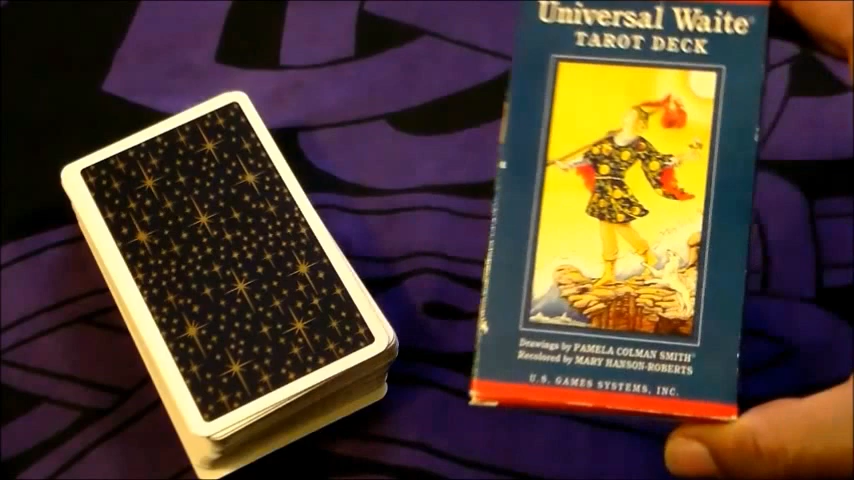 Universal Waite®
TAROT DECK
Drawings by PAMELA COLMAN SMITH
Recolored by MARY HANSON-ROBERTS
U.S. GAMES SYSTEMS, INC.